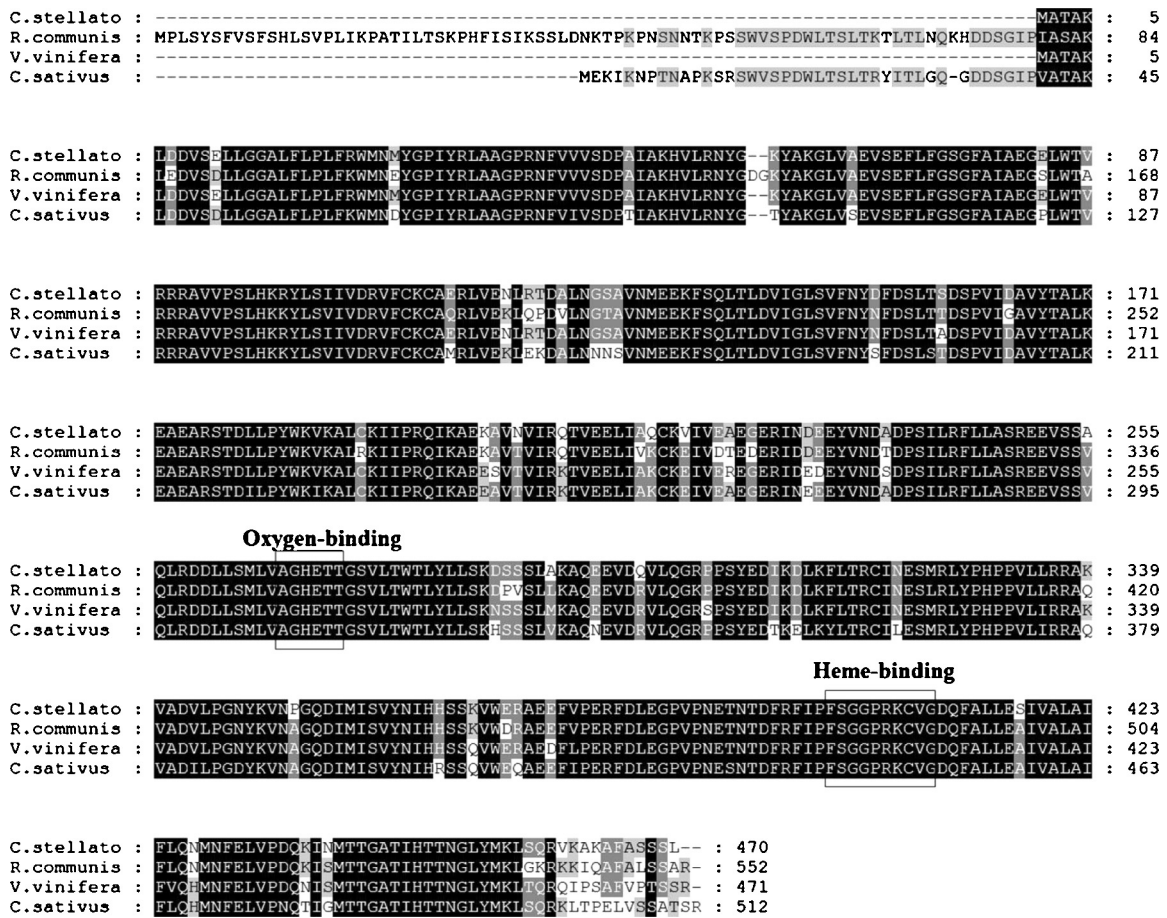 C.stellato : -------------------------------------------------------------------------------MATAK : 5
R.communis : MPLSYSFVSFSHLSVPLIKPATILTSKPHFISIKSSLDNKTPKPNSNNTKPSSWVSPDWLTSLTKTLTLNQKHDDSGIPIASAK : 84
V.vinifera : -------------------------------------------------------------------------------MATAK : 5
C.sativus : --------------------------------------MEKIKNPTNAPKSRSWVSPDWLTSLTRYITLGQ-GDDSGIPVATAK : 45
C.stellato : LDDVSELLGGALFLPLFRWMNMYGPIYRLAAGPRNFVVVSDPAIAKHVLRNYG--KYAKGLVAEVSEFLFGSGFAIAEGELWTV : 87
R.communis : LEDVSDLLGGALFLPLFKWMNEYGPIYRLAAGPRNFVVVSDPAIAKHVLRNYGDGKYAKGLVAEVSEFLFGSGFAIAEGSLWTA : 168
V.vinifera : LDDVSELLGGALFLPLFRWMNMYGPIYRLAAGPRNFVVVSDPAIAKHVLRNYG--KYAKGLVAEVSEFLFGSGFAIAEGELWTV : 87
C.sativus : LDDVSDLLGGALFLPLFKWMNDYGPIYRLAAGPRNFVIVSDPTIAKHVLRNYG--TYAKGLVSEVSEFLFGSGFAIAEGPLWTV : 127
C.stellato : RRRAVVPSLHKRYLSIIVDRVFCKCAERLVENLRTDALNGSAVNMEEKFSQLTLDVIGLSVFNYDFDSLTSDSPVIDAVYTALK : 171
R.communis : RRRAVVPSLHKKYLSVIVDRVFCKCAQRLVEKLQPDVLNGTAVNMEEKFSQLTLDVIGLSVFNYNFDSLTTDSPVIGAVYTALK : 252
V.vinifera : RRRAVVPSLHKRYLSIIVDRVFCKCAERLVENLRTDALNGSAVNMEEKFSQLTLDVIGLSVFNYDFDSLTADSPVIDAVYTALK : 171
C.sativus : RRRAVVPSLHKRYLSVIVDRVFCKCAMRLVEKLEKDALNNNSVNMEEKFSQLTLDVIGLSVFNYSFDSLSTDSPVIDAVYTALK : 211
C.stellato : EAEARSTDLLPYWKVKALCKIIPRQIKAEKAVNVIRQTVEELIAQCKVIVEAEGERINDEEYVNDADPSILRFLLASREEVSSA : 255
R.communis : EAEARSTDLLPYWKVKALRKIIPRQIKAEKAVTVIRQTVEELIVKCKEIVDTEDERIDDEEYVNDTDPSILRFLLASREEVSSV : 336
V.vinifera : EAEARSTDLLPYWKVKALCKIIPRQIKAEESVTVIRKTVEELIAKCKEIVEREGERIDEDEYVNDSDPSILRFLLASREEVSSV : 255
C.sativus : EAEARSTDILPYWKIKALCKIIPRQIKAEEAVTVIRKTVEELIAKCKEIVEAEGERINEEEYVNDADPSILRFLLASREEVSSV : 295
Oxygen-binding
C.stellato : QLRDDLLSMLVAGHETTGSVLTWTLYLLSKDSSSLAKAQEEVDQVLQGRPPSYEDIKDLKFLTRCINESMRLYPHPPVLLRRAK : 339
R.communis : QLRDDLLSMLVAGHETTGSVLTWTLYLLSKDPVSLLKAQEEVDRVLQGKPPSYEDIKDLKFLTRCINESLRLYPHPPVLLRRAK : 420
V.vinifera : QLRDDLLSMLVAGHETTGSVLTWTLYLLSKNSSSLMKAQEEVDRVLQGRSPSYEDIKDLKFLTRCINESMRLYPHPPVLIRRAK : 339
C.sativus : QLRDDLLSMLVAGHETTGSVLTWTLYLLSKHSSSLVKAQNEVDRVLQGRPPSYEDTKELKYLTRCILESMRLYPHPPVLIRRAQ : 379
Heme-binding
C.stellato : VADVLPGNYKVNPGQDIMISVYNIHHSSKVWERAEEFVPERFDLEGPVPNETNTDFRFIPFSGGPRKCVGDQFALLESIVALAI : 423
R.communis : VADVLPGNYKVNAGQDIMISVYNIHHSSKVWDRAEEFVPERFDLEGPVPNETNTDFRFIPFSGGPRKCVGDQFALLEAIVALAI : 504
V.vinifera : VADVLPGNYKVNAGQDIMISVYNIHHSSQVWERAEDFLPERFDLEGPVPNETNTDFRFIPFSGGPRKCVGDQFALLEAIVALAI : 423
C.sativus : VADILPGDYKVNAGQDIMISVYNIHRSSQVWEQAEEFIPERFDLEGPVPNESNTDFRFIPFSGGPRKCVGDQFALLEAIVALAI : 463
C.stellato : FLQNMNFELVPDQKINMTTGATIHTTNGLYMKLSQRVKAKAFASSSL-- : 470
R.communis : FLQNMNFELVPDQKISMTTGATIHTTNGLYMKLGKRKKIQAFALSSAR- : 552
V.vinifera : FVQHMNFELVPDQNISMTTGATIHTTNGLYMKLTQRQIPSAFVPTSSR- : 471
C.sativus : FLQHMNFELVPNQTIGMTTGATIHTTNGLYMKLSQRKLTPELVSSATSR : 512